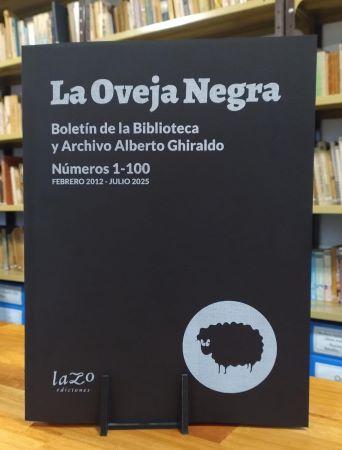 La Oveja Negra
Boletín de la Biblioteca
y Archivo Alberto Ghiraldo
Números 1-100
FEBRERO 2012 - JULIO 2025
lazo
ediciones